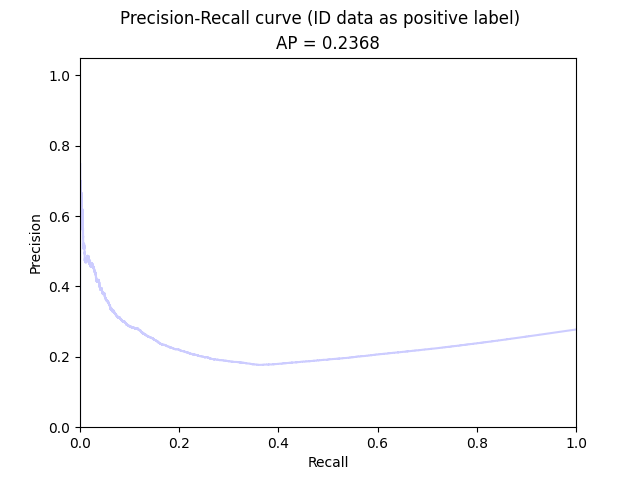 Precision-Recall curve (ID data as positive label)
AP = 0.2368
1.0
0.8
0.6
0.4
0.2
0.0
Precision
0.0 0.2 0.4 0.6 0.8 1.0
Recall